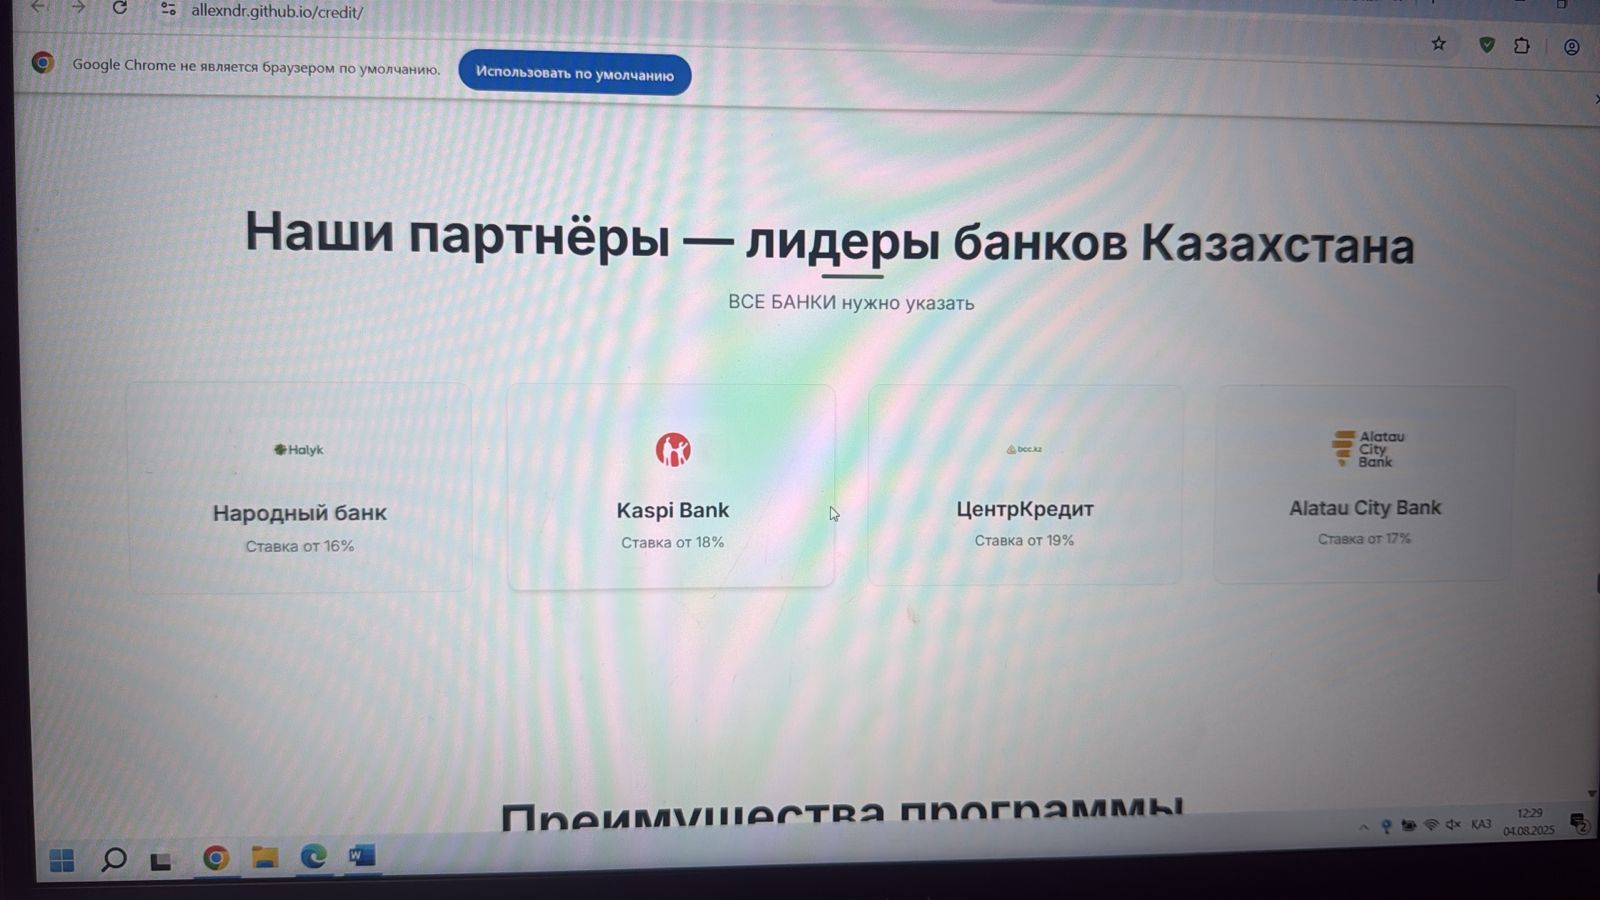 allexndr.github.io/credit/
Google Chrome не является браузером по умолчанию.
Использовать по умолчанию
Наши партнёры — лидеры банков Казахстана
ВСЕ БАНКИ нужно указать
Halyk
Народный банк
Ставка от 16%
Kaspi Bank
Ставка от 18%
bcc.kz
ЦентрКредит
Ставка от 19%
Alatau
City
Bank
Alatau City Bank
Ставка от 17%
Преимущества программы
ҚАЗ
12:29
04.08.2025
2